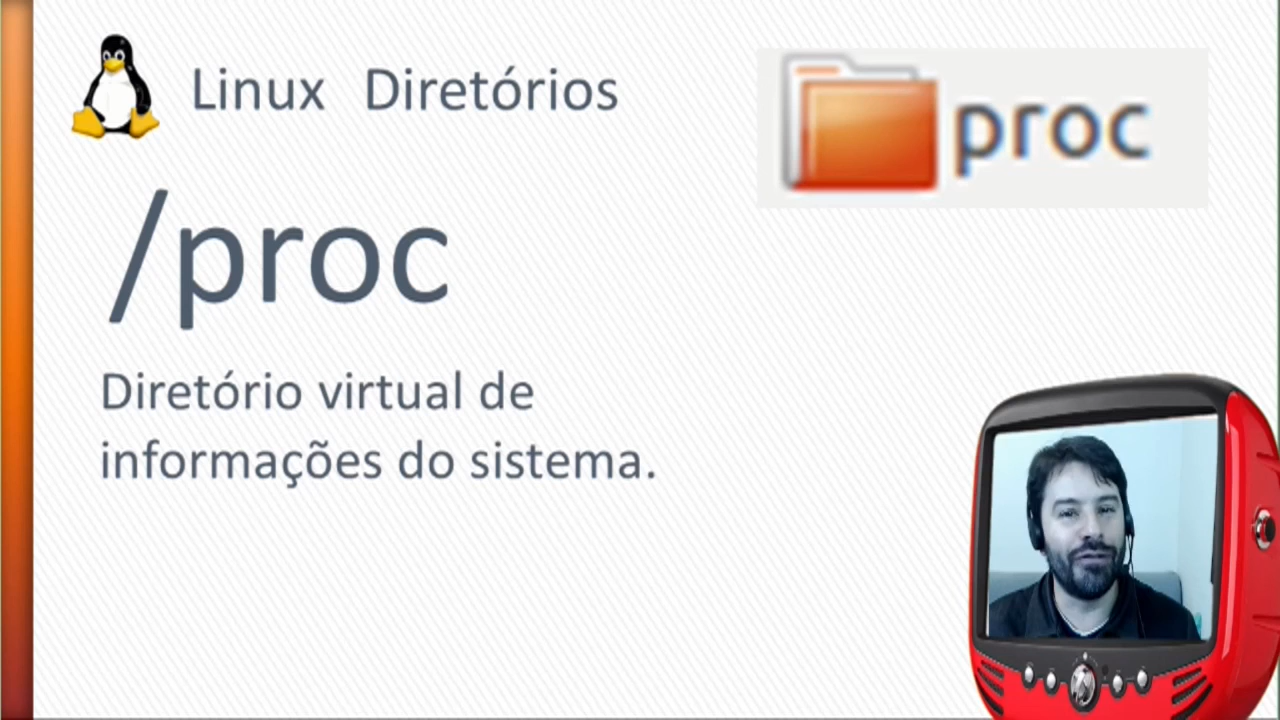 Linux Diretórios
proc
/proc
Diretório virtual de
informações do sistema.